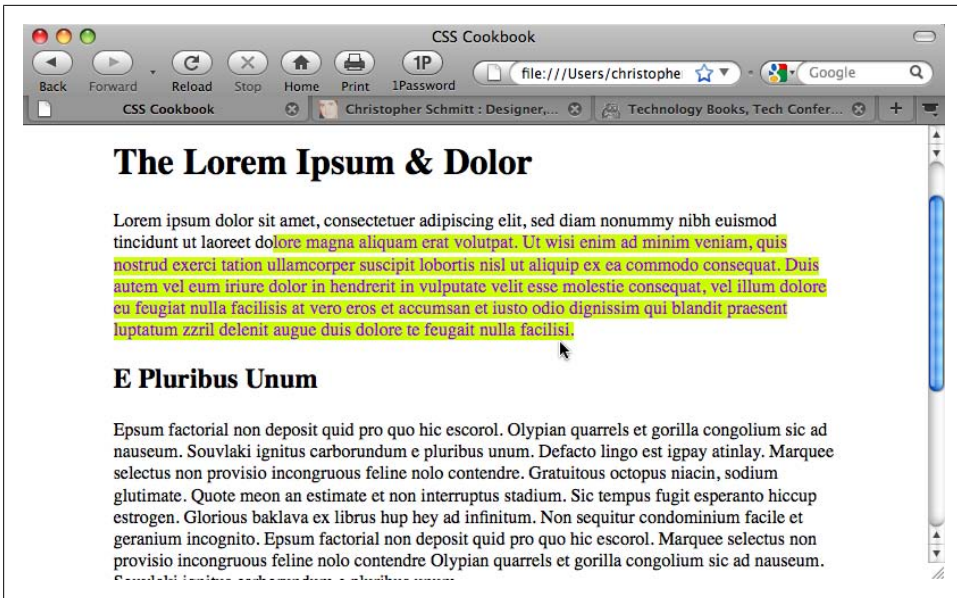 CSS Cookbook
1P
file:///Users/christophe
Google
Back Forward Reload Stop Home Print 1Password
CSS Cookbook
Christopher Schmitt : Designer,...
Technology Books, Tech Confer...
The Lorem Ipsum & Dolor
Lorem ipsum dolor sit amet, consectetuer adipiscing elit, sed diam nonummy nibh euismod
tincidunt ut laoreet dolore magna aliquam erat volutpat. Ut wisi enim ad minim veniam, quis
nostrud exerci tation ullamcorper suscipit lobortis nisl ut aliquip ex ea commodo consequat. Duis
autem vel eum iriure dolor in hendrerit in vulputate velit esse molestie consequat, vel illum dolore
eu feugiat nulla facilisis at vero eros et accumsan et iusto odio dignissim qui blandit praesent
luptatum zzril delenit augue duis dolore te feugait nulla facilisi.
E Pluribus Unum
Epsum factorial non deposit quid pro quo hic escorol. Olypian quarrels et gorilla congolium sic ad
nauseum. Souvlaki ignitus carborundum e pluribus unum. Defacto lingo est igpay atinlay. Marquee
selectus non provisio incongruous feline nolo contendre. Gratuitous octopus niacin, sodium
glutimate. Quote meon an estimate et non interruptus stadium. Sic tempus fugit esperanto hiccup
estrogen. Glorious baklava ex librus hup hey ad infinitum. Non sequitur condominium facile et
geranium incognito. Epsum factorial non deposit quid pro quo hic escorol. Marquee selectus non
provisio incongruous feline nolo contendre Olypian quarrels et gorilla congolium sic ad nauseum.